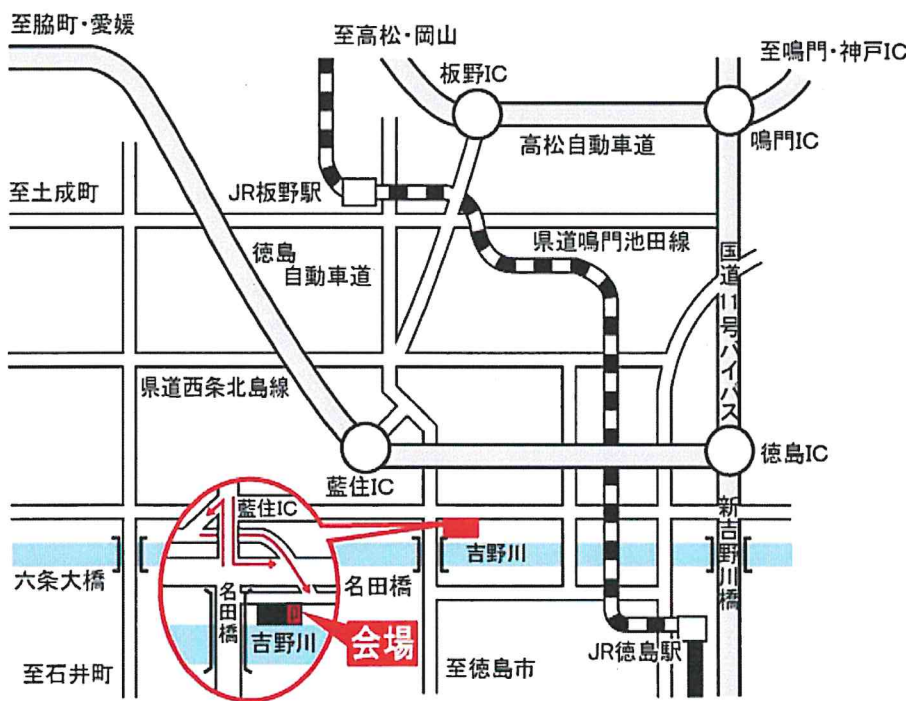 至脇町・愛媛
至高松・岡山
至鳴門・神戸IC
板野IC
高松自動車道
鳴門IC
JR板野駅
至土成町
県道鳴門池田線
徳島
自動車道
国道11号バイパス
県道西条北島線
藍住IC
徳島IC
藍住IC
新吉野川橋
吉野川
六条大橋
名田橋
名田橋
吉野川
会場
JR徳島駅
至石井町
至徳島市